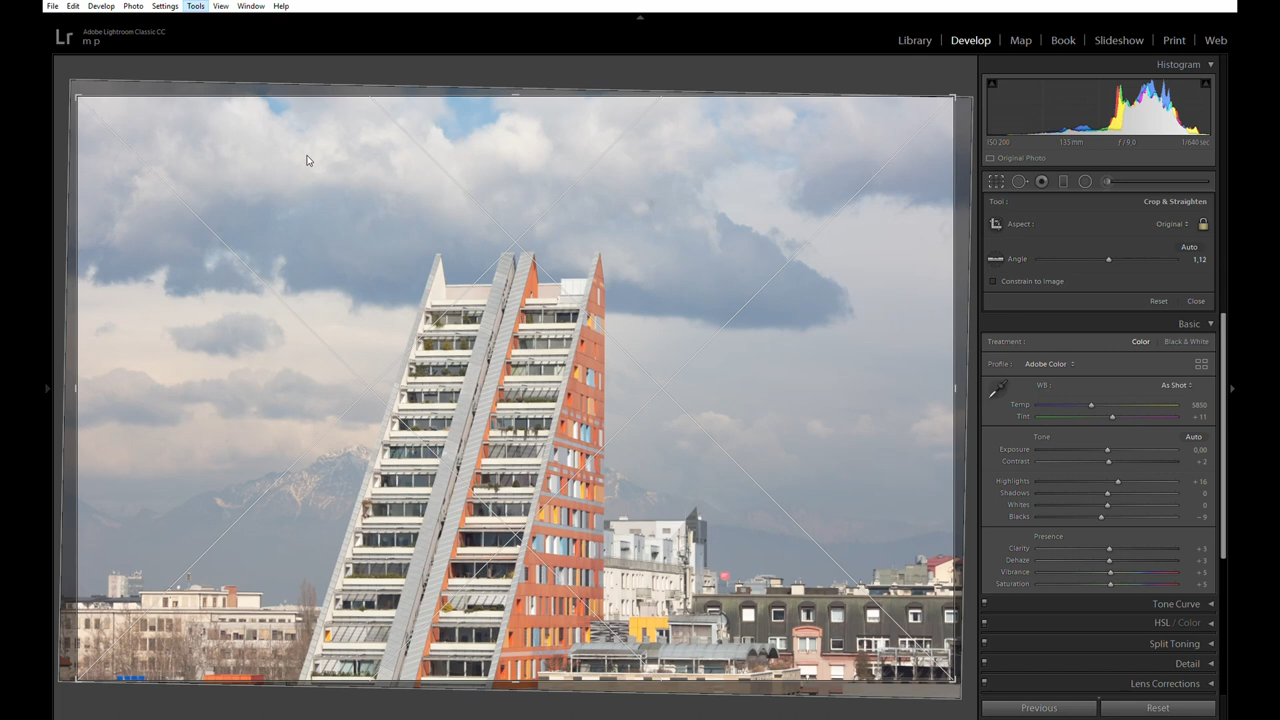 File Edit Develop Photo Settings Tools View Window Help
Lr
Adobe Lightroom Classic CC
m p
Library Develop Map Book Slideshow Print Web
Histogram
ISO 200 135 mm ƒ / 9,0 1/640 sec
Original Photo
Tool : Crop & Straighten
Aspect : Original
Auto
Angle 1,12
Constrain to Image
Reset Close
Basic
Treatment : Color Black & White
Profile : Adobe Color
WB : As Shot
Temp 5850
Tint + 11
Tone Auto
Exposure 0,00
Contrast + 2
Highlights + 16
Shadows 0
Whites 0
Blacks − 9
Presence
Clarity + 3
Dehaze + 3
Vibrance + 5
Saturation + 5
Tone Curve
HSL / Color
Split Toning
Detail
Lens Corrections
Previous Reset